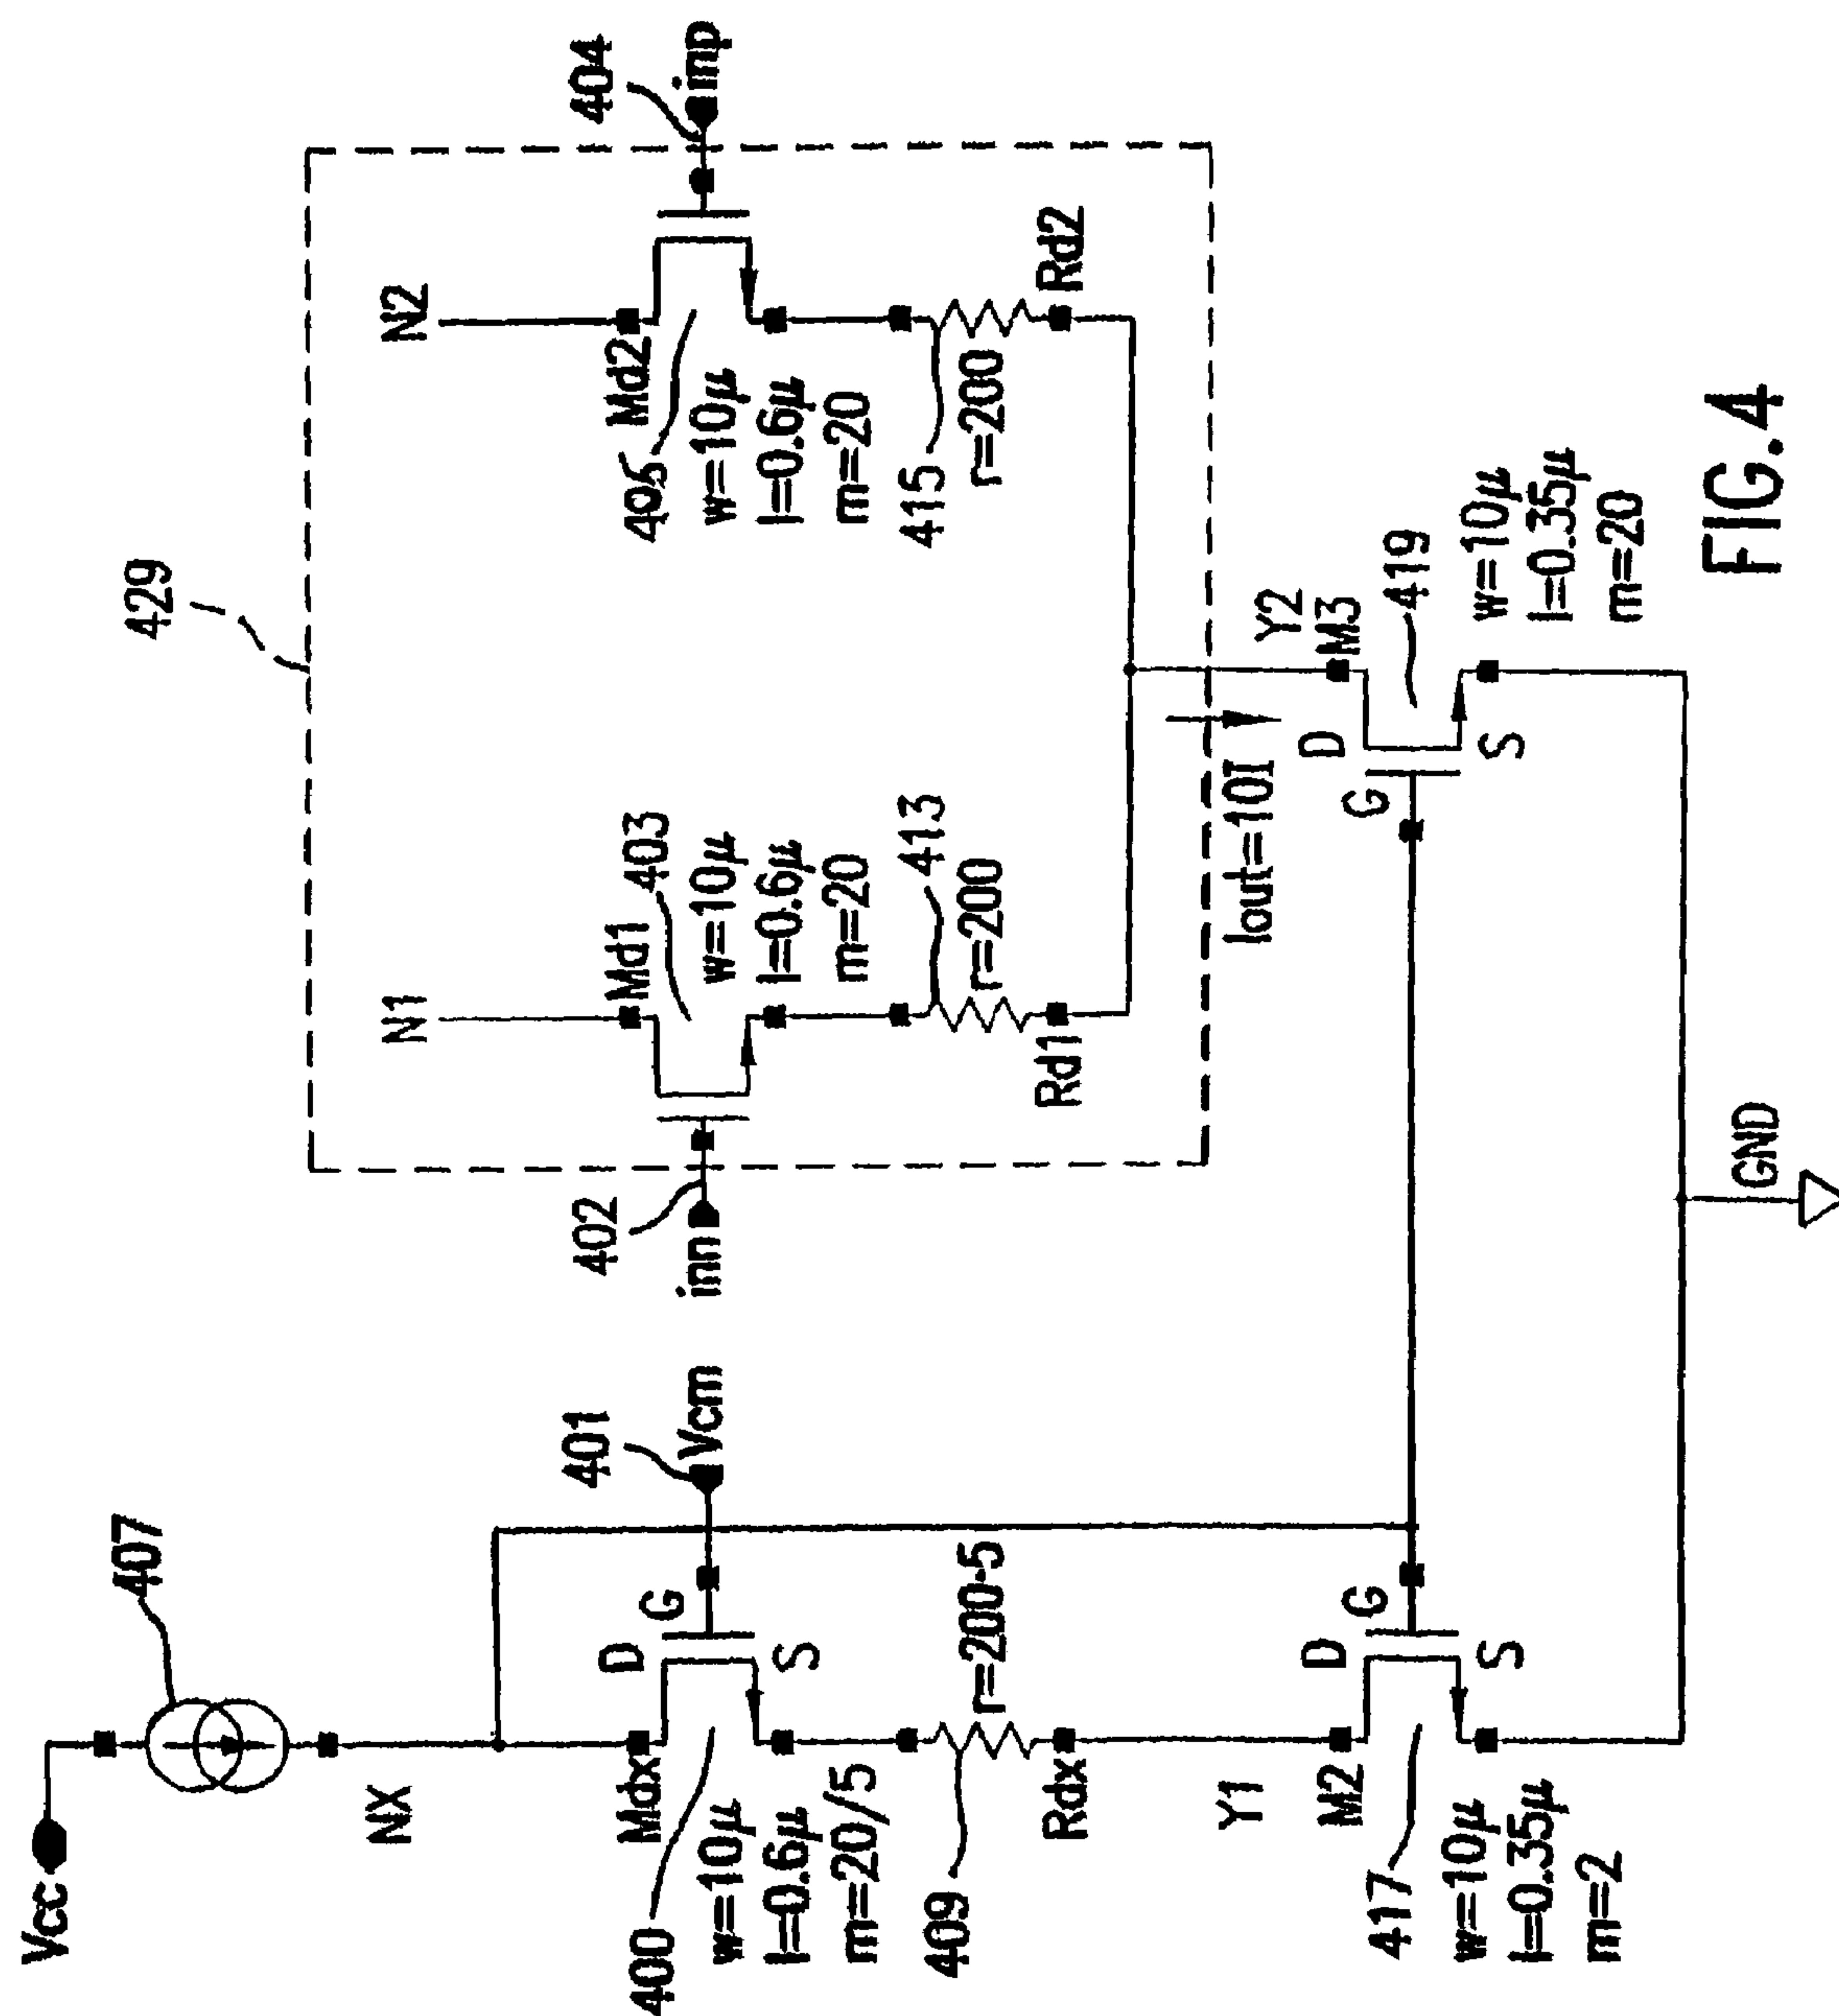 Vcc
407
429
NX
N1
N2
401
402
404
Vcm
inn
inp
400
Mdx
D
G
S
w=10µ
l=0.6µ
m=20/5
Md1
403
w=10µ
l=0.6µ
m=20
Md2
405
w=10µ
l=0.6µ
m=20
409
r=200·5
Rdx
413
r=200
Rd1
415
r=200
Rd2
Y1
Iout=10I
Y2
M2
D
G
S
417
w=10µ
l=0.35µ
m=2
M3
D
G
S
419
w=10µ
l=0.35µ
m=20
GND
FIG.4